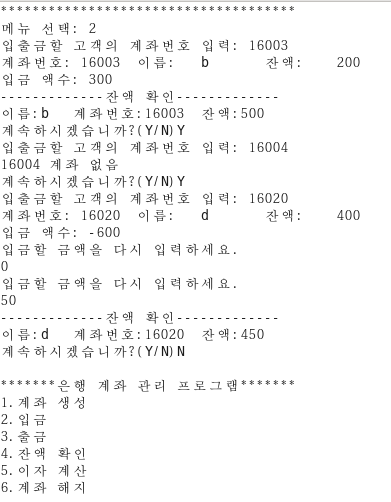 *************************************
메뉴 선택: 2
입출금할 고객의 계좌번호 입력: 16003
계좌번호: 16003 이름: b 잔액: 200
입금 액수: 300
-------------잔액 확인-------------
이름:b 계좌번호:16003 잔액:500
계속하시겠습니까?(Y/N)Y
입출금할 고객의 계좌번호 입력: 16004
16004 계좌 없음
계속하시겠습니까?(Y/N)Y
입출금할 고객의 계좌번호 입력: 16020
계좌번호: 16020 이름: d 잔액: 400
입금 액수: -600
입금할 금액을 다시 입력하세요.
0
입금할 금액을 다시 입력하세요.
50
-------------잔액 확인-------------
이름:d 계좌번호:16020 잔액:450
계속하시겠습니까?(Y/N)N
*******은행 계좌 관리 프로그램*******
1.계좌 생성
2.입금
3.출금
4.잔액 확인
5.이자 계산
6.계좌 해지